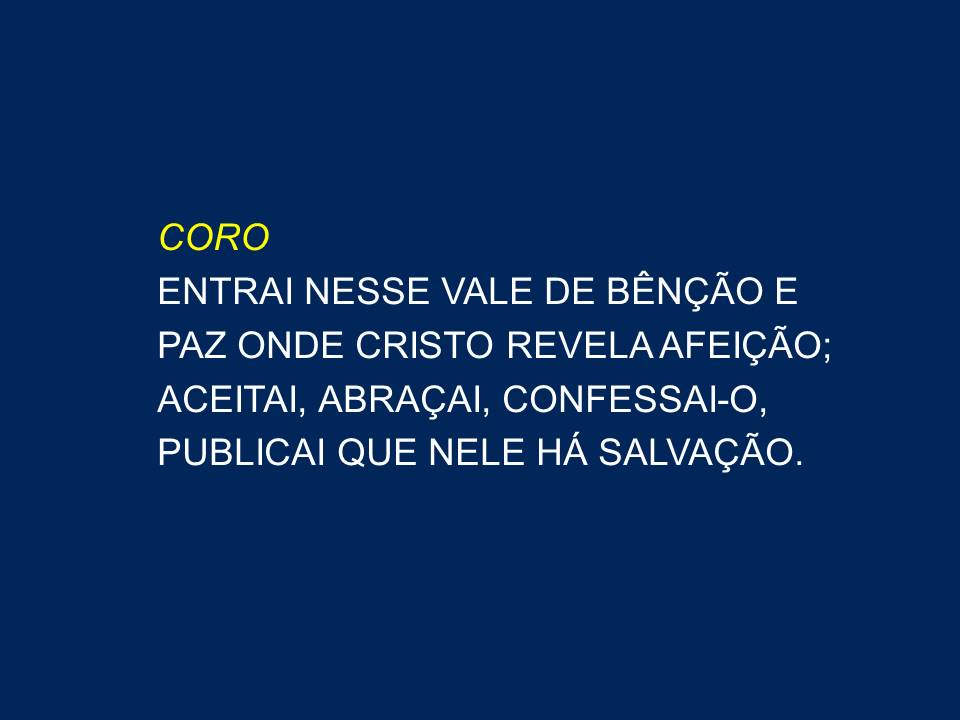 CORO
ENTRAI NESSE VALE DE BÊNÇÃO E
PAZ ONDE CRISTO REVELA AFEIÇÃO;
ACEITAI, ABRAÇAI, CONFESSAI-O,
PUBLICAI QUE NELE HÁ SALVAÇÃO.